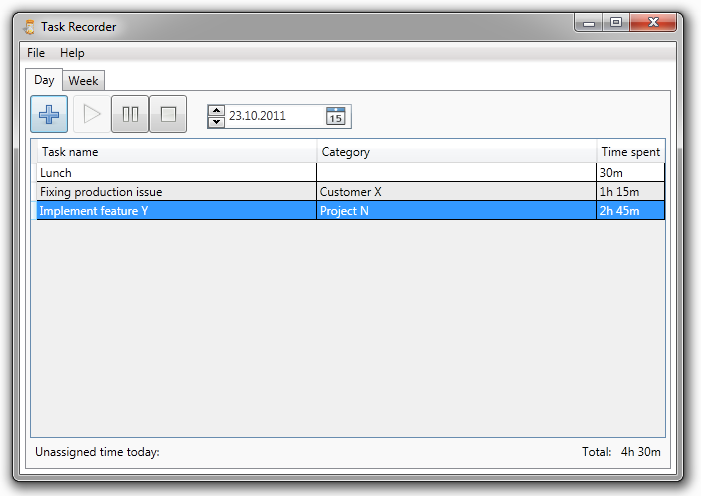 Task Recorder
File Help
Day Week
23.10.2011 15
Task name Category Time spent
Lunch 30m
Fixing production issue Customer X 1h 15m
Implement feature Y Project N 2h 45m
Unassigned time today: Total: 4h 30m